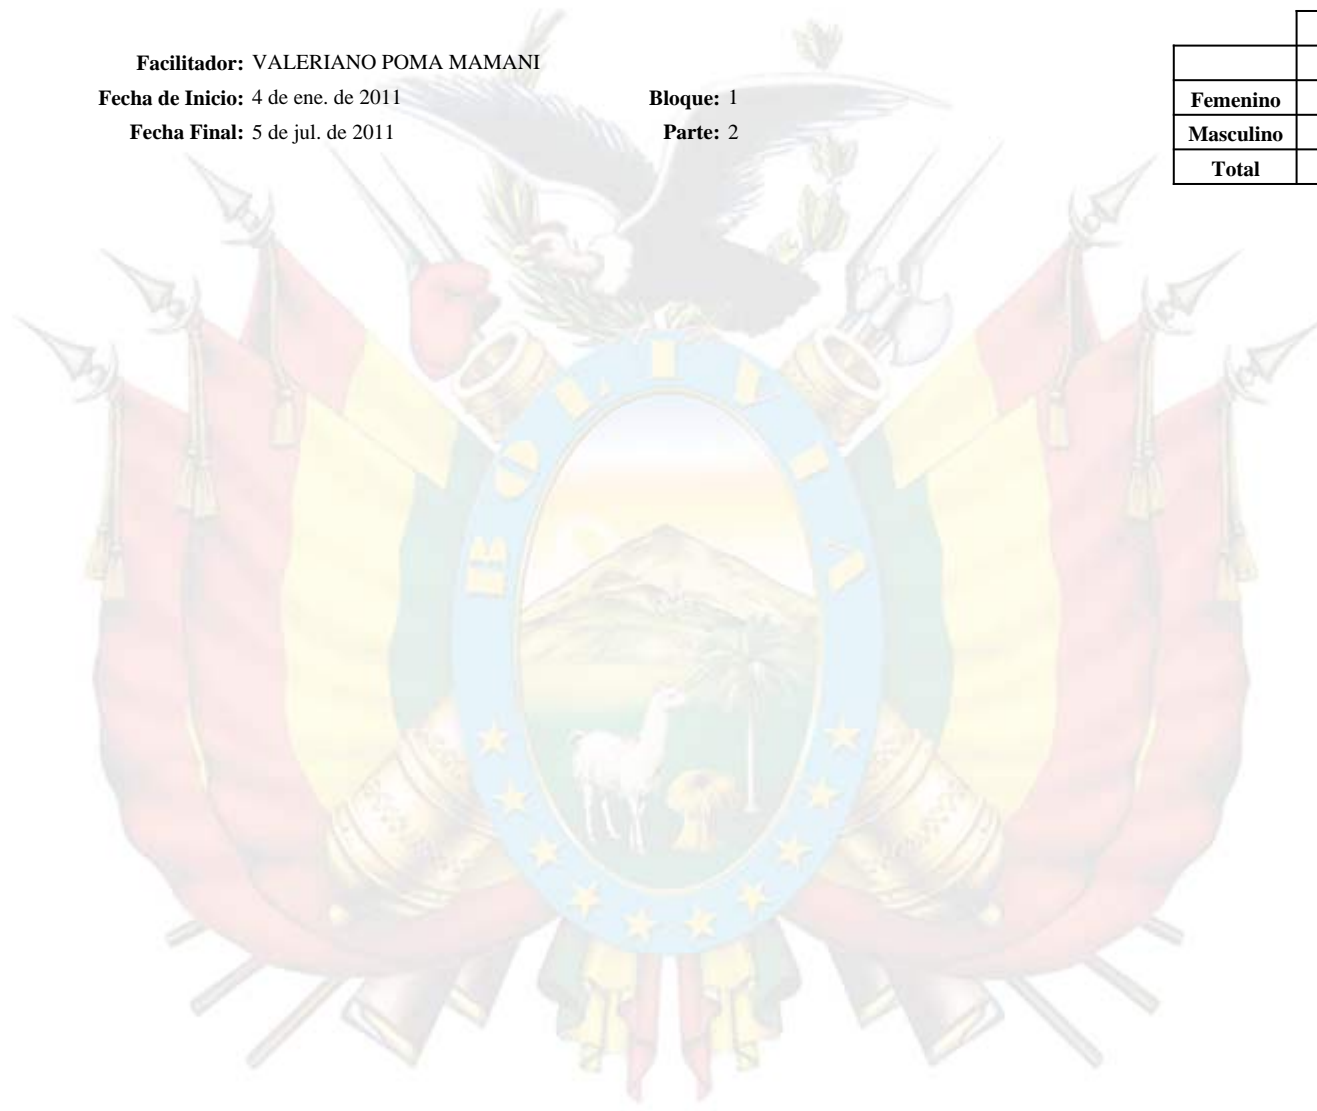 Facilitador: VALERIANO POMA MAMANI
Fecha de Inicio: 4 de ene. de 2011 Bloque: 1
Fecha Final: 5 de jul. de 2011 Parte: 2
Femenino
Masculino
Total
BOLIVIA